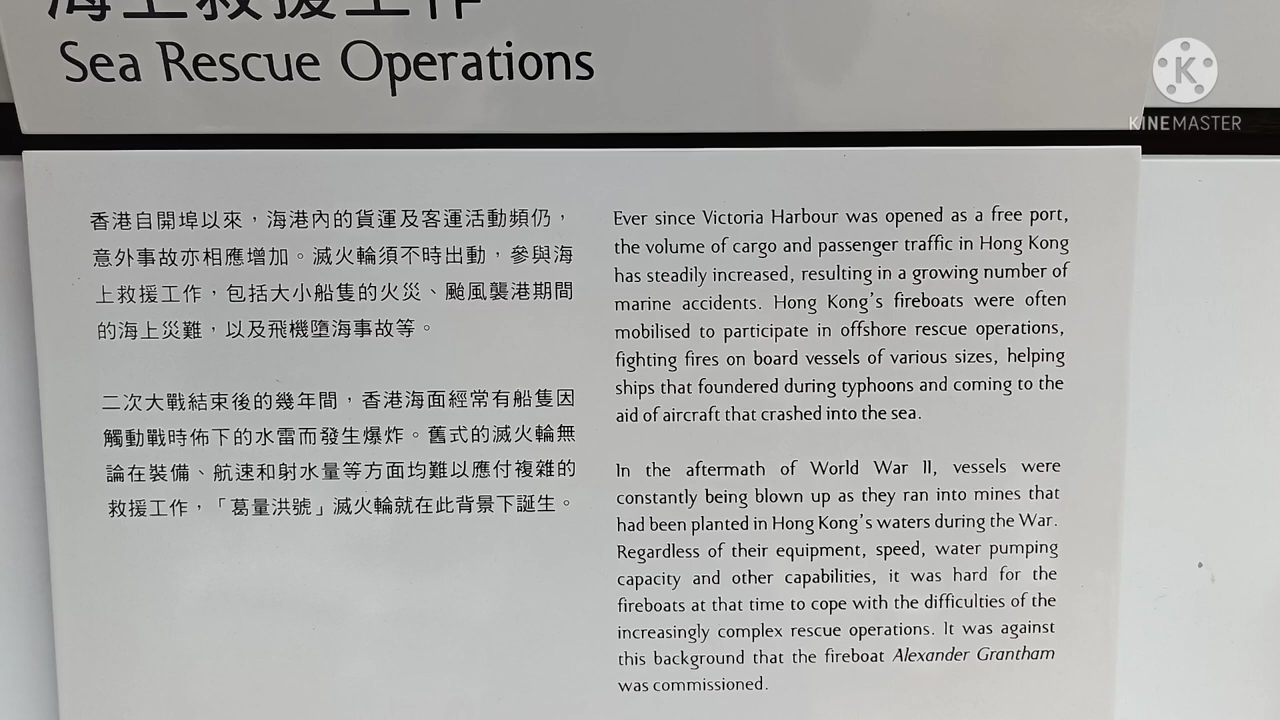 海上救援工作
Sea Rescue Operations
K
KINEMASTER
香港自開埠以來，海港內的貨運及客運活動頻仍，
意外事故亦相應增加。滅火輪須不時出動，參與海
上救援工作，包括大小船隻的火災、颱風襲港期間
的海上災難，以及飛機墮海事故等。
二次大戰結束後的幾年間，香港海面經常有船隻因
觸動戰時佈下的水雷而發生爆炸。舊式的滅火輪無
論在裝備、航速和射水量等方面均難以應付複雜的
救援工作，「葛量洪號」滅火輪就在此背景下誕生。
Ever since Victoria Harbour was opened as a free port,
the volume of cargo and passenger traffic in Hong Kong
has steadily increased, resulting in a growing number of
marine accidents. Hong Kong's fireboats were often
mobilised to participate in offshore rescue operations,
fighting fires on board vessels of various sizes, helping
ships that foundered during typhoons and coming to the
aid of aircraft that crashed into the sea.
In the aftermath of World War II, vessels were
constantly being blown up as they ran into mines that
had been planted in Hong Kong's waters during the War.
Regardless of their equipment, speed, water pumping
capacity and other capabilities, it was hard for the
fireboats at that time to cope with the difficulties of the
increasingly complex rescue operations. It was against
this background that the fireboat Alexander Grantham
was commissioned.